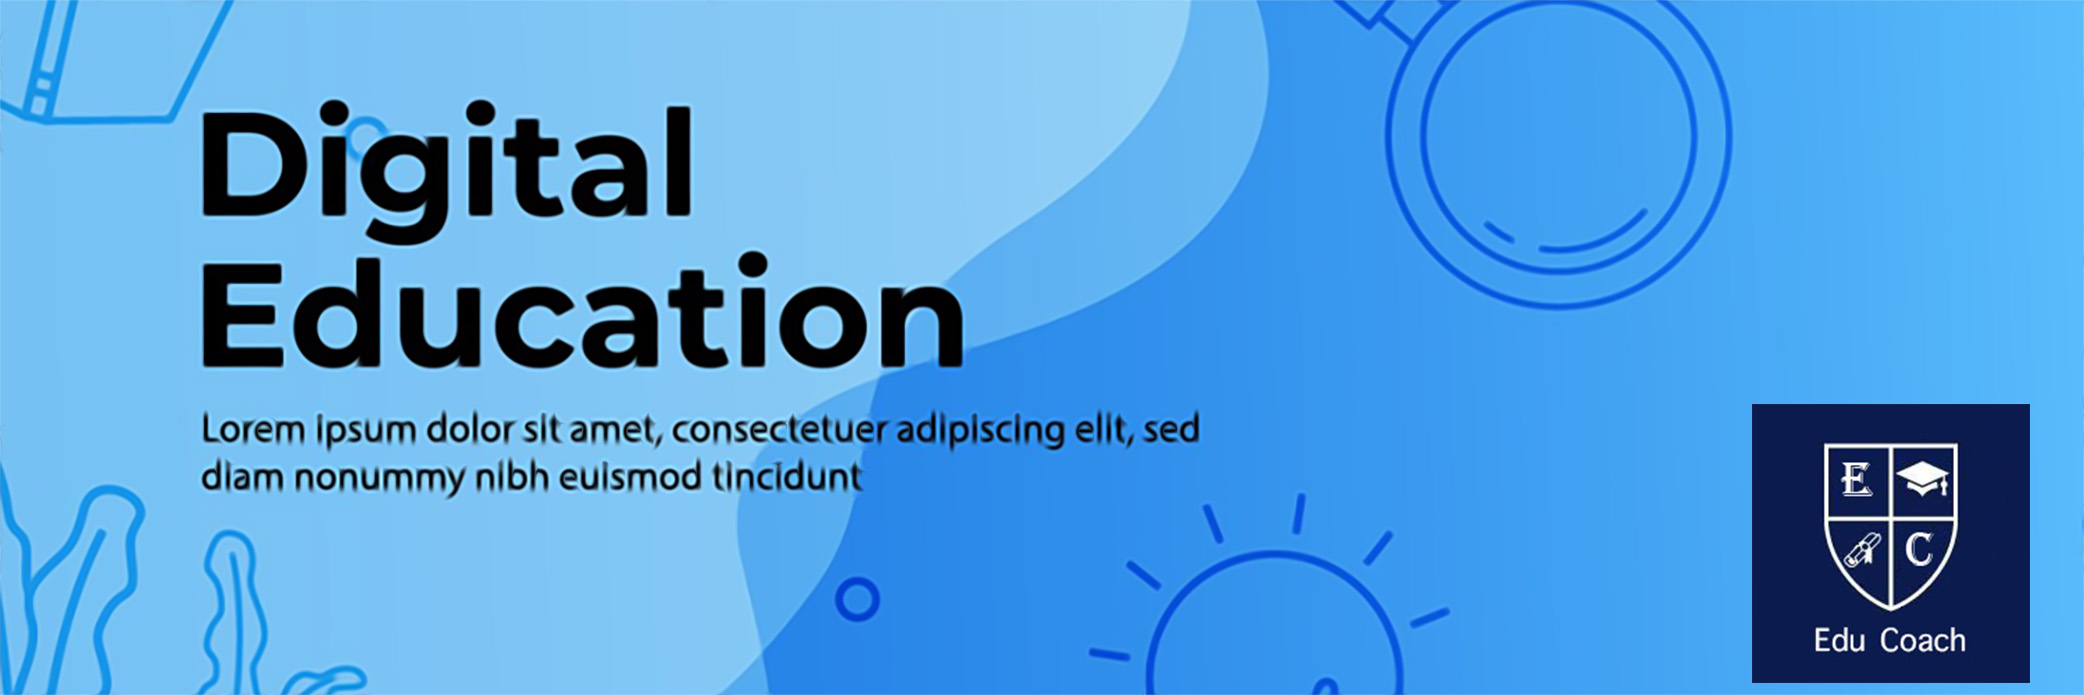 Digital
Education
Lorem ipsum dolor sit amet, consectetuer adipiscing elit, sed
diam nonummy nibh euismod tincidunt
E
C
Edu Coach